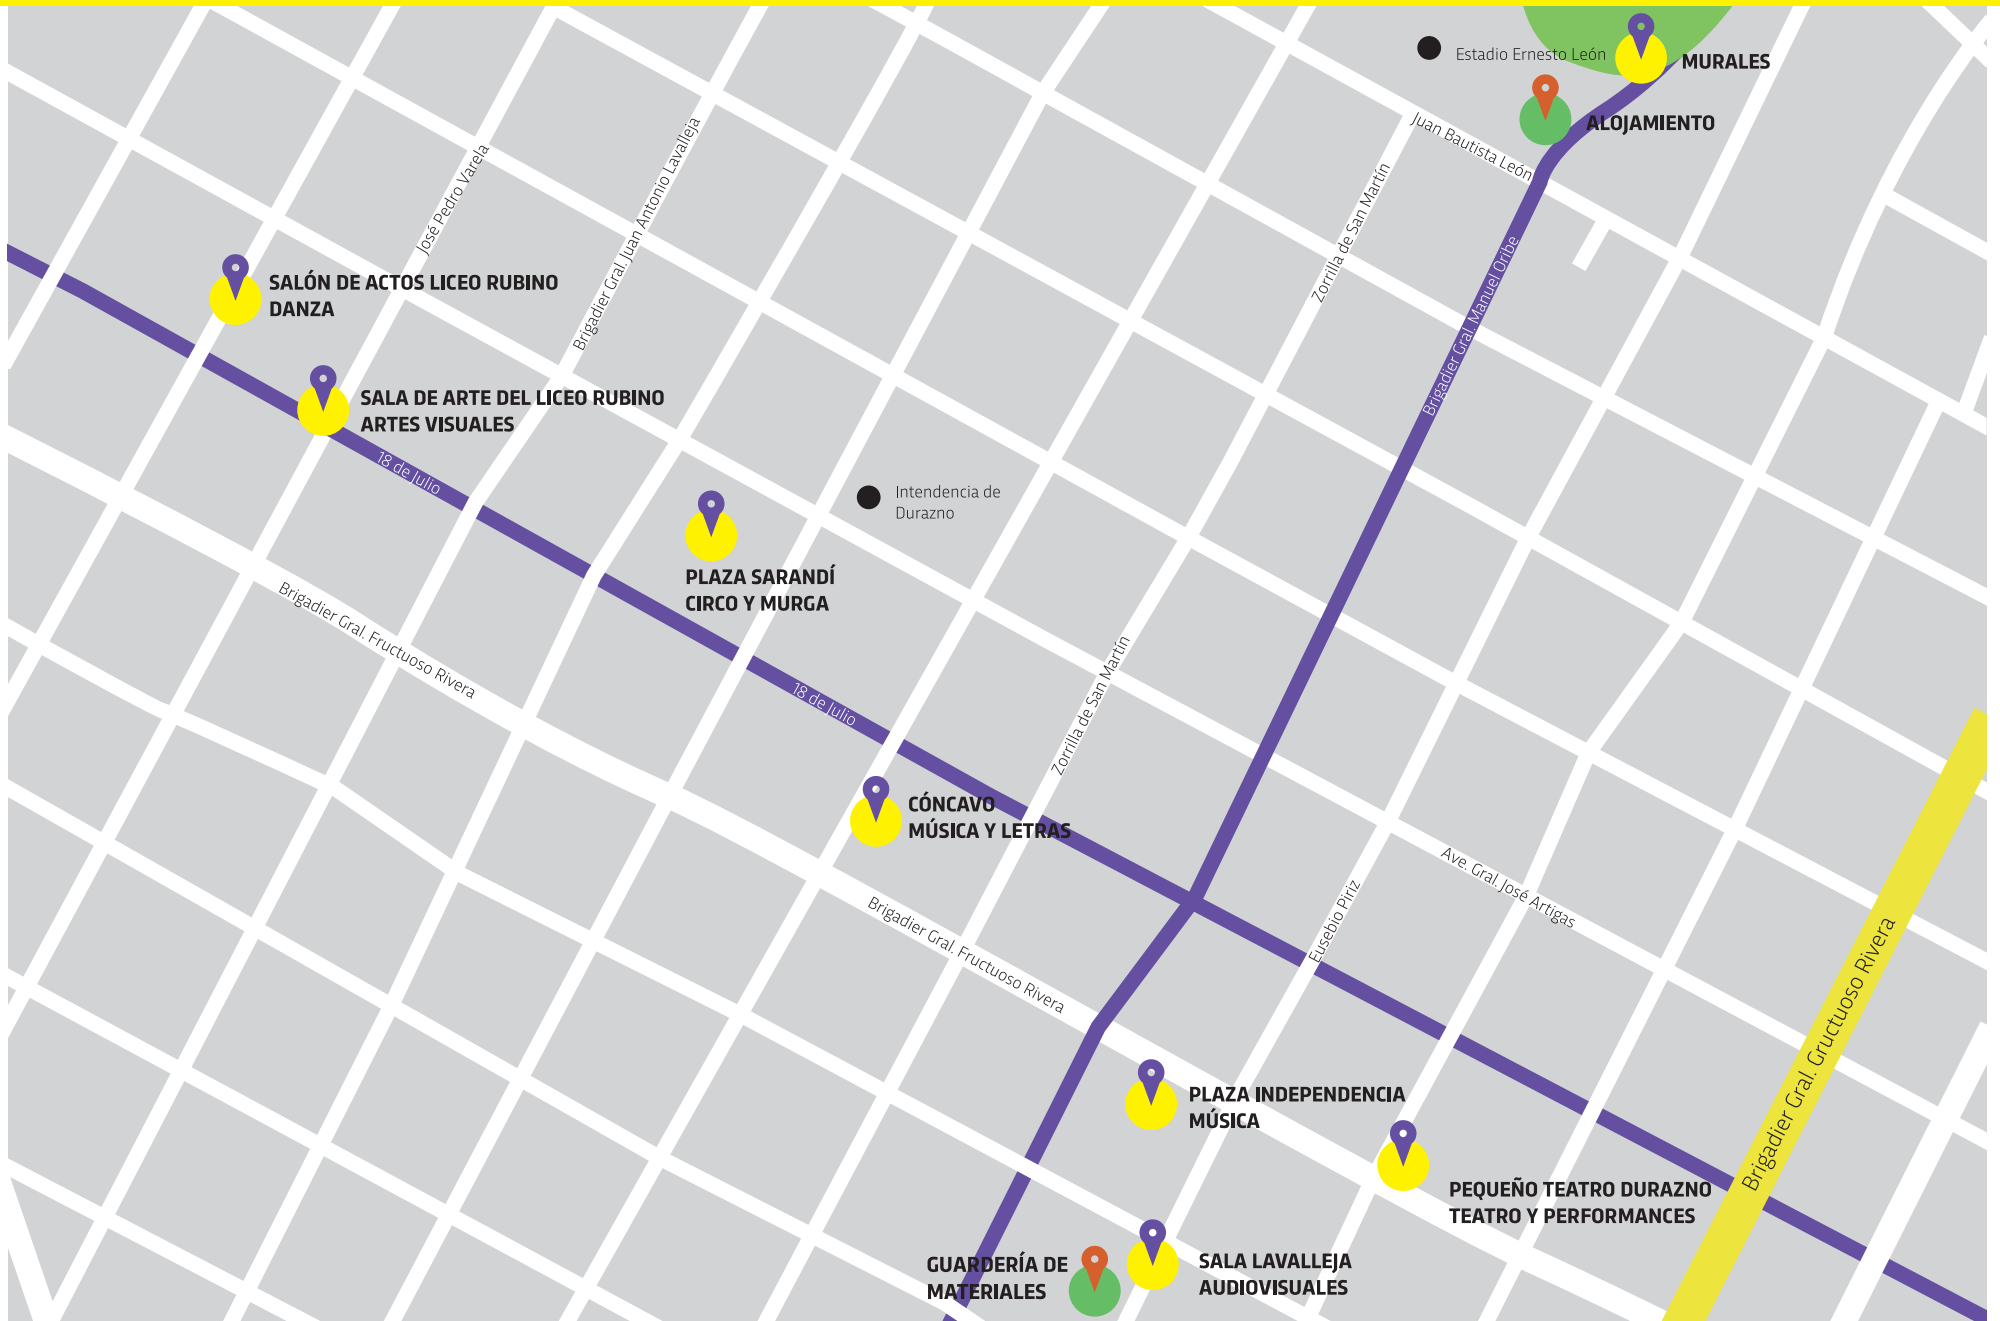 Estadio Ernesto León
MURALES
ALOJAMIENTO
Juan Bautista León
José Pedro Varela
Brigadier Gral. Juan Antonio Lavalleja
Zorrilla de San Martín
Brigadier Gral. Manuel Oribe
SALÓN DE ACTOS LICEO RUBINO
DANZA
SALA DE ARTE DEL LICEO RUBINO
ARTES VISUALES
18 de Julio
Intendencia de
Durazno
PLAZA SARANDÍ
CIRCO Y MURGA
Brigadier Gral. Fructuoso Rivera
18 de Julio
Zorrilla de San Martín
CÓNCAVO
MÚSICA Y LETRAS
Ave. Gral. José Artigas
Eusebio Piriz
Brigadier Gral. Fructuoso Rivera
Brigadier Gral. Gructuoso Rivera
PLAZA INDEPENDENCIA
MÚSICA
PEQUEÑO TEATRO DURAZNO
TEATRO Y PERFORMANCES
GUARDERÍA DE
MATERIALES
SALA LAVALLEJA
AUDIOVISUALES